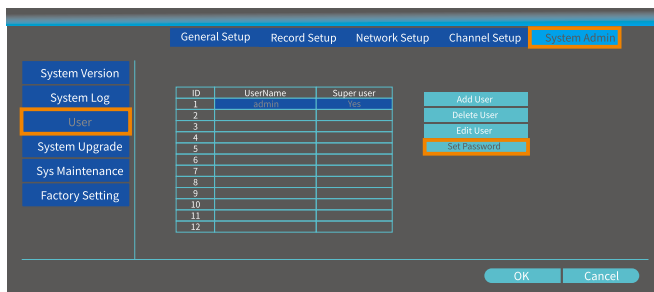 General Setup Record Setup Network Setup Channel Setup System Admin
System Version
System Log
User
System Upgrade
Sys Maintenance
Factory Setting
ID UserName Super user
1 admin Yes
2
3
4
5
6
7
8
9
10
11
12
Add User
Delete User
Edit User
Set Password
OK Cancel